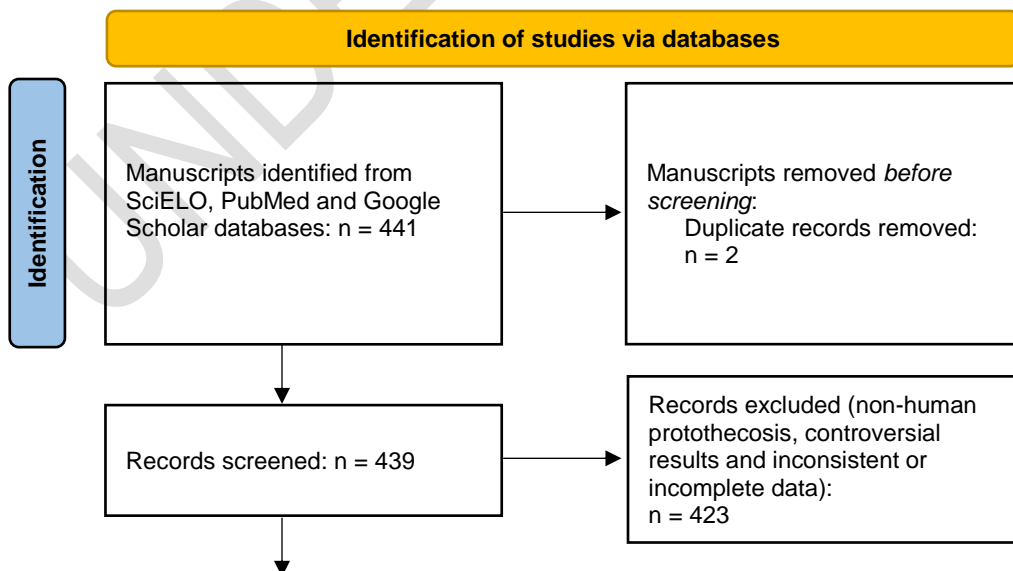 Identification of studies via databases
Identification
Manuscripts identified from
SciELO, PubMed and Google
Scholar databases: n = 441
Manuscripts removed before
screening:
Duplicate records removed:
n = 2
Records screened: n = 439
Records excluded (non-human
protothecosis, controversial
results and inconsistent or
incomplete data):
n = 423